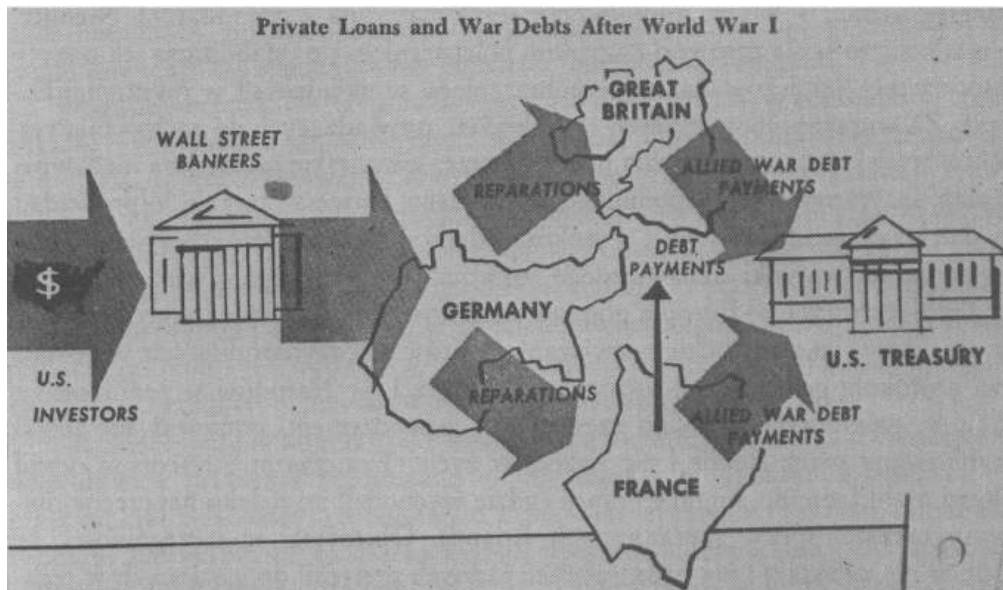 Private Loans and War Debts After World War I
GREAT
BRITAIN
WALL STREET
BANKERS
REPARATIONS
ALLIED WAR DEBT
PAYMENTS
DEBT
PAYMENTS
$
GERMANY
U.S. TREASURY
U.S.
INVESTORS
REPARATIONS
ALLIED WAR DEBT
PAYMENTS
FRANCE